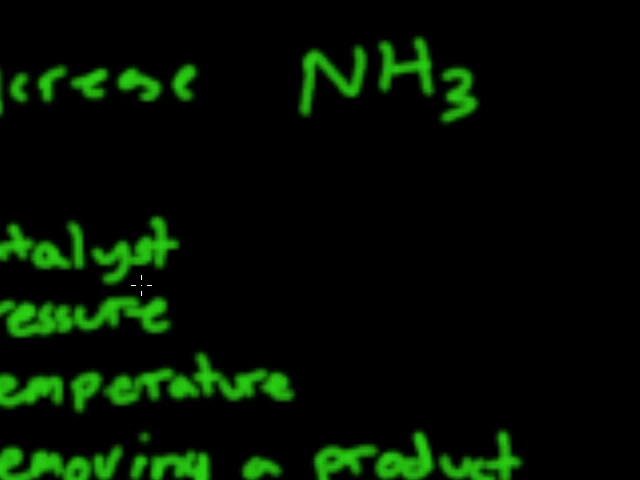 crease NH3
talyst
ressure
emperature
emoving a product